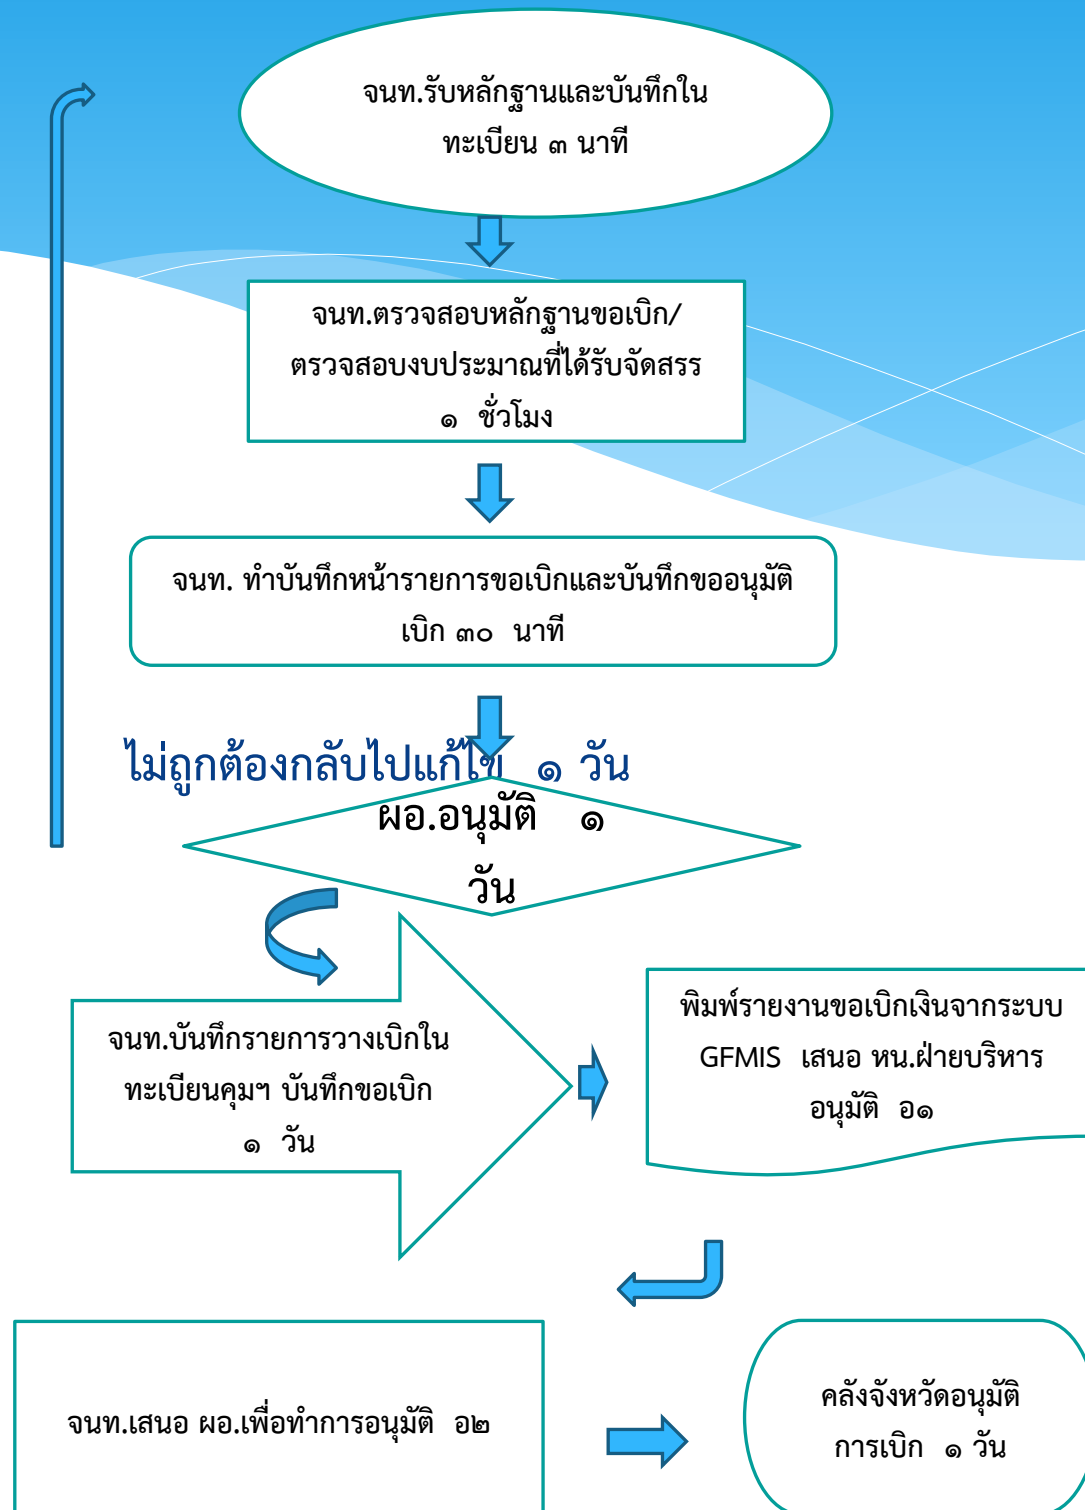 จนท.รับหลักฐานและบันทึกใน
ทะเบียน ๓ นาที
จนท.ตรวจสอบหลักฐานขอเบิก/
ตรวจสอบงบประมาณที่ได้รับจัดสรร
๑ ชั่วโมง
จนท. ทำบันทึกหน้ารายการขอเบิกและบันทึกขออนุมัติ
เบิก ๓๐ นาที
ไม่ถูกต้องกลับไปแก้ไข ๑ วัน
ผอ.อนุมัติ ๑
วัน
จนท.บันทึกรายการวางเบิกใน
ทะเบียนคุมฯ บันทึกขอเบิก
๑ วัน
พิมพ์รายงานขอเบิกเงินจากระบบ
GFMIS เสนอ หน.ฝ่ายบริหาร
อนุมัติ อ๑
จนท.เสนอ ผอ.เพื่อทำการอนุมัติ อ๒
คลังจังหวัดอนุมัติ
การเบิก ๑ วัน